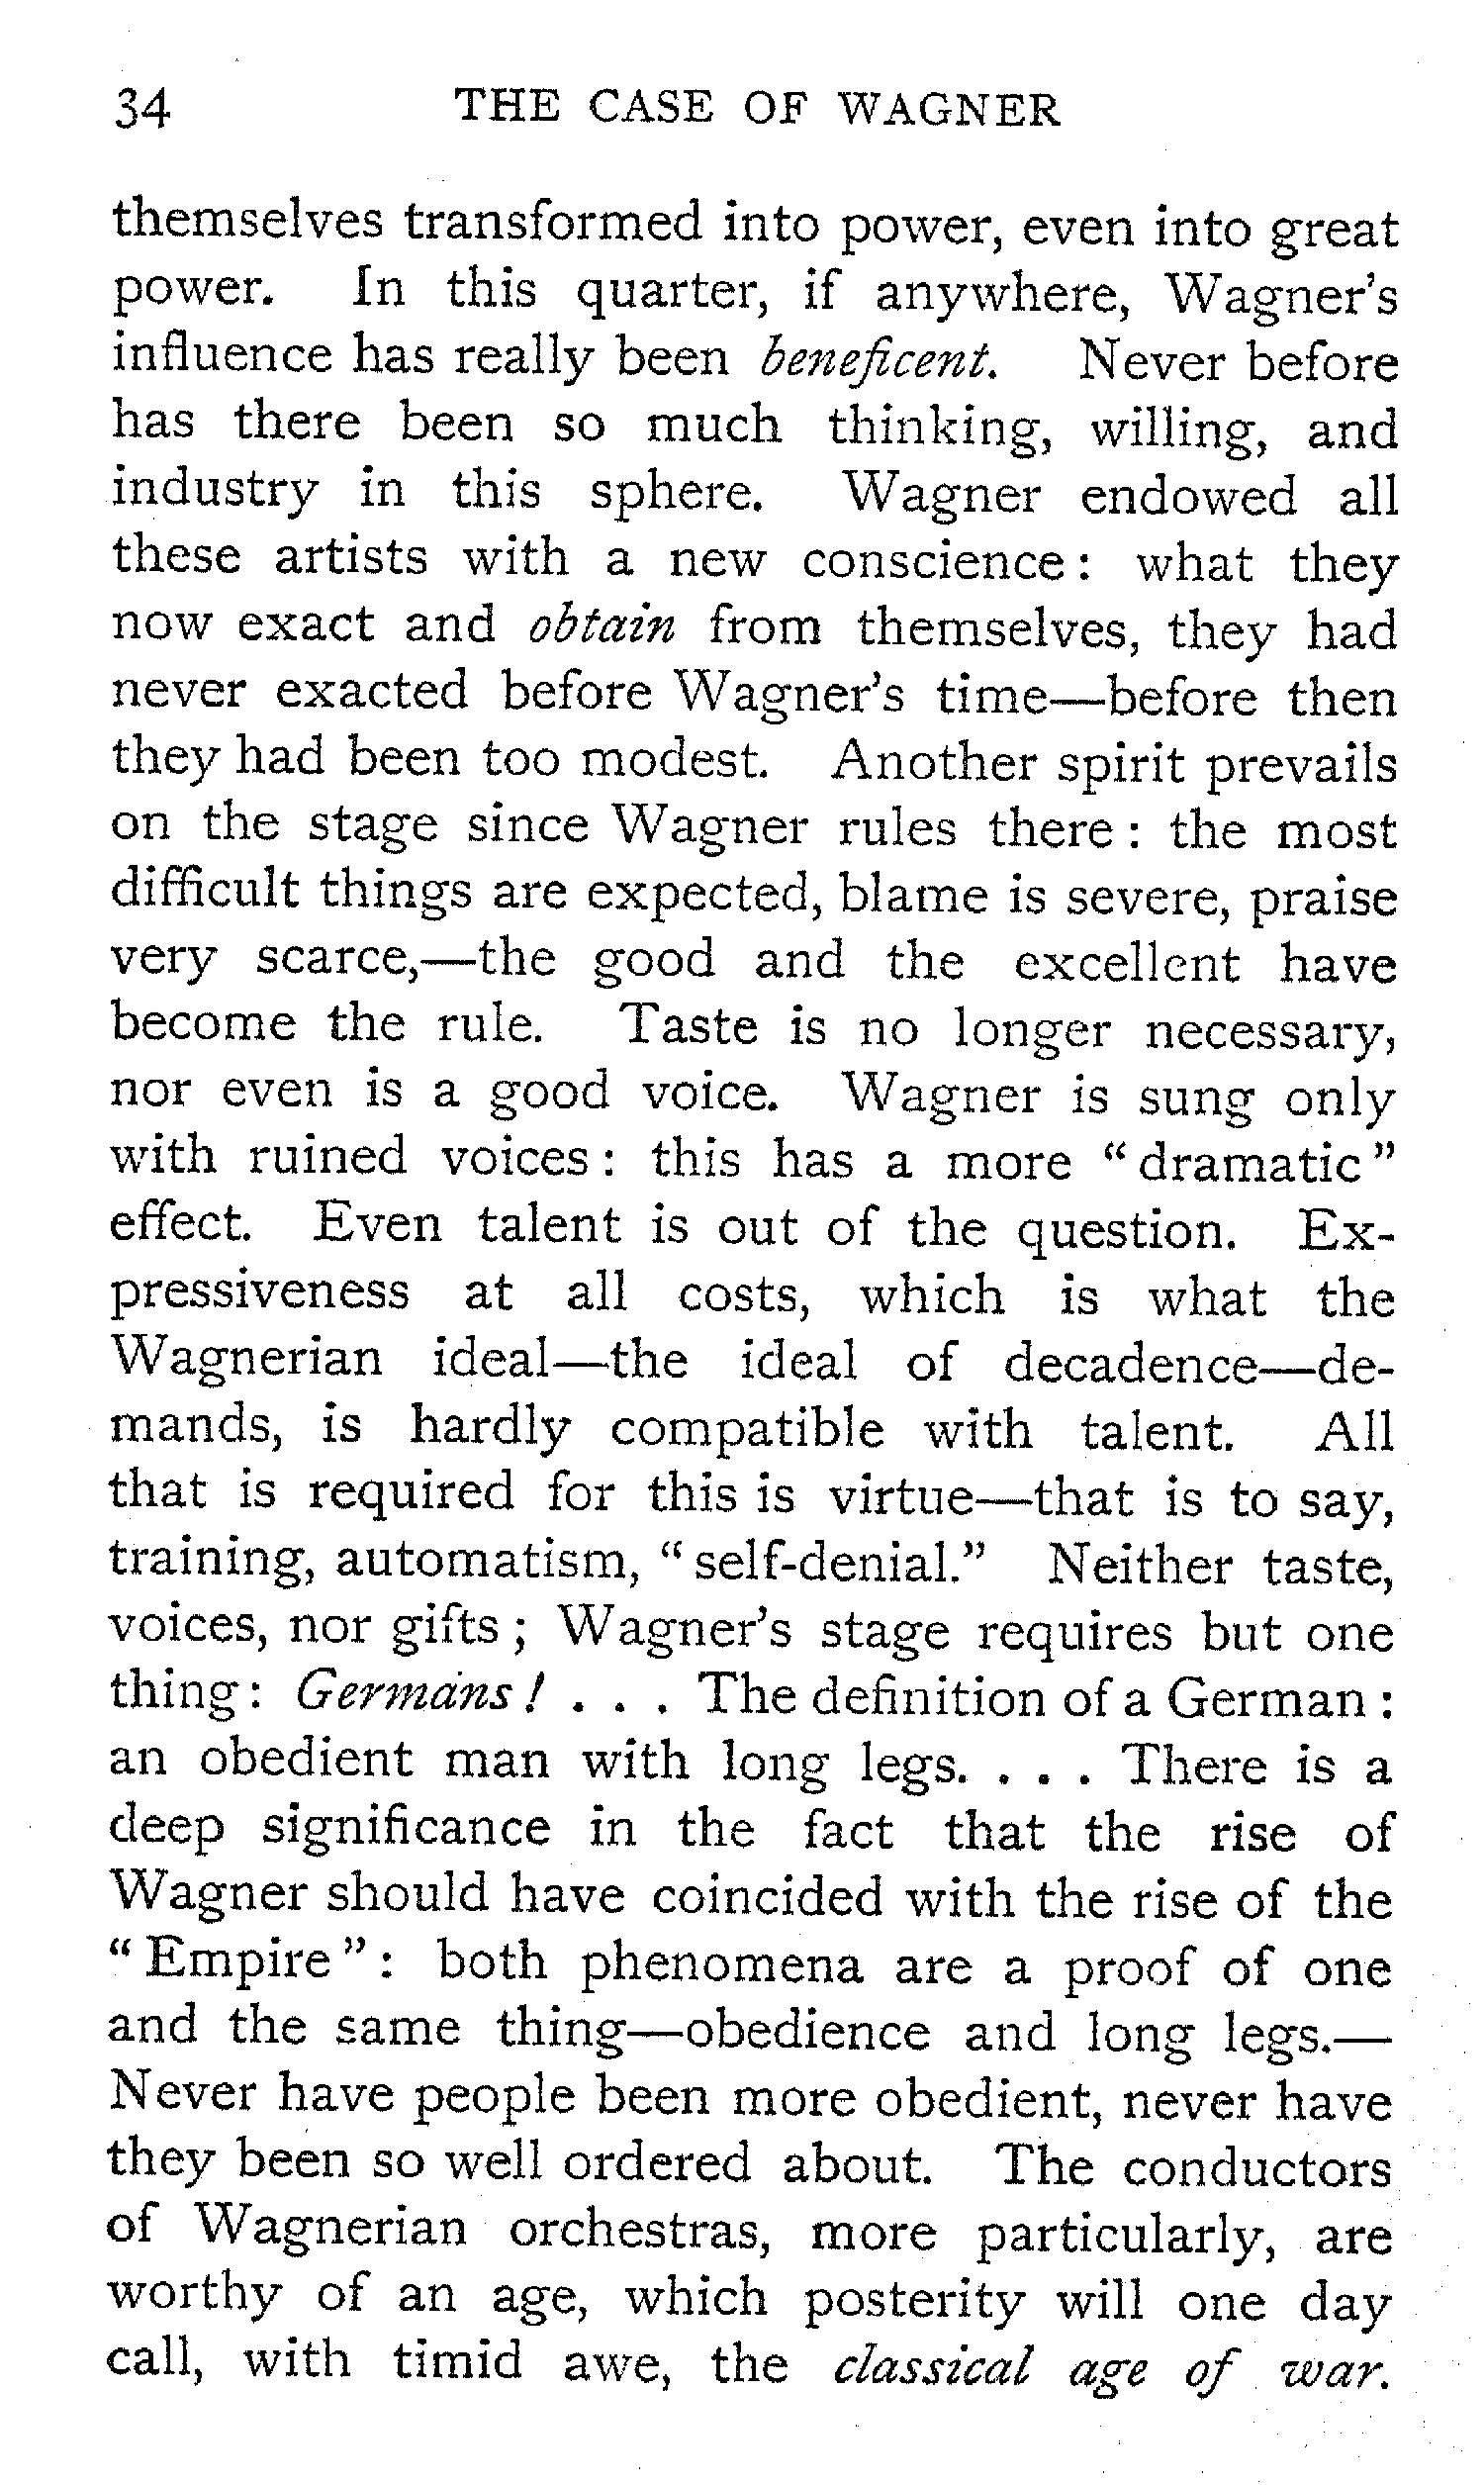 34 THE CASE OF WAGNER
themselves transformed into power, even into great
power. In this quarter, if anywhere, Wagner's
influence has really been beneficent. Never before
has there been so much thinking, willing, and
industry in this sphere. Wagner endowed all
these artists with a new conscience: what they
now exact and obtain from themselves, they had
never exacted before Wagner's time—before then
they had been too modest. Another spirit prevails
on the stage since Wagner rules there: the most
difficult things are expected, blame is severe, praise
very scarce,—the good and the excellent have
become the rule. Taste is no longer necessary,
nor even is a good voice. Wagner is sung only
with ruined voices: this has a more "dramatic"
effect. Even talent is out of the question. Ex-
pressiveness at all costs, which is what the
Wagnerian ideal—the ideal of decadence—de-
mands, is hardly compatible with talent. All
that is required for this is virtue—that is to say,
training, automatism, "self-denial." Neither taste,
voices, nor gifts; Wagner's stage requires but one
thing: Germans! . . . The definition of a German:
an obedient man with long legs. . . . There is a
deep significance in the fact that the rise of
Wagner should have coincided with the rise of the
"Empire": both phenomena are a proof of one
and the same thing—obedience and long legs.—
Never have people been more obedient, never have
they been so well ordered about. The conductors
of Wagnerian orchestras, more particularly, are
worthy of an age, which posterity will one day
call, with timid awe, the classical age of war.